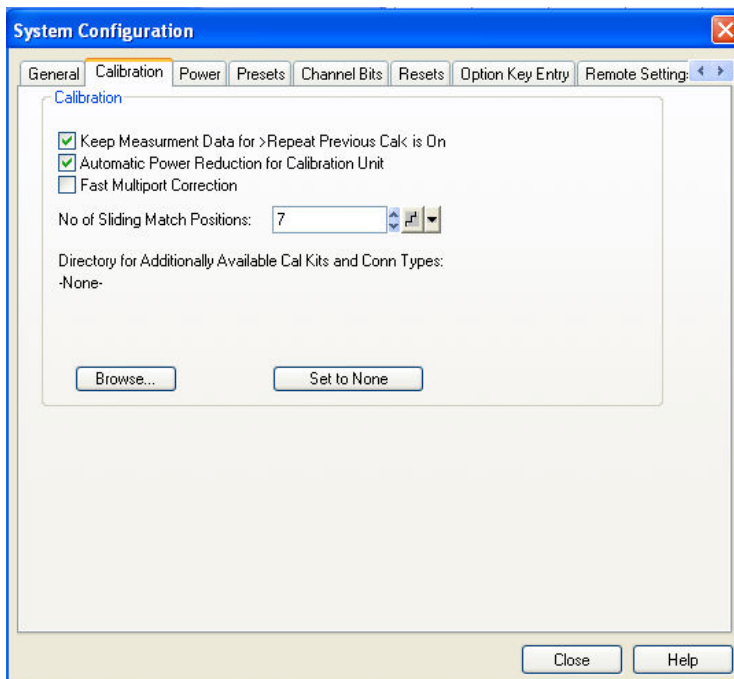 System Configuration
General Calibration Power Presets Channel Bits Resets Option Key Entry Remote Setting
Calibration
Keep Measurment Data for >Repeat Previous Cal< is On
Automatic Power Reduction for Calibration Unit
Fast Multiport Correction
No of Sliding Match Positions: 7
Directory for Additionally Available Cal Kits and Conn Types:
-None-
Browse... Set to None
Close Help